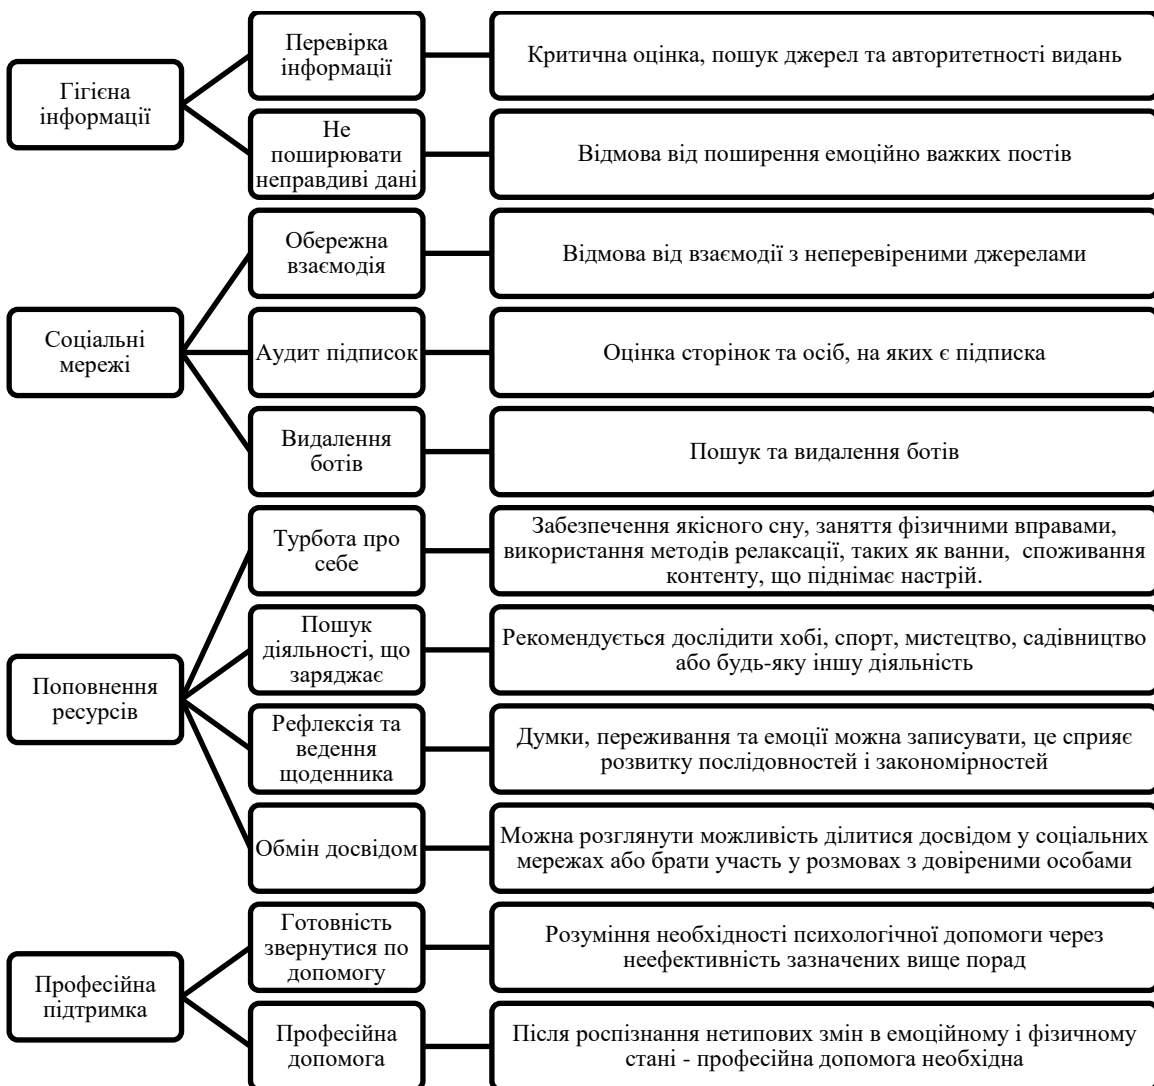 Гігієна
інформації
Перевірка
інформації
Критична оцінка, пошук джерел та авторитетності видань
Не
поширювати
неправдиві дані
Відмова від поширення емоційно важких постів
Соціальні
мережі
Обережна
взаємодія
Відмова від взаємодії з неперевіреними джерелами
Аудит підписок
Оцінка сторінок та осіб, на яких є підписка
Видалення
ботів
Пошук та видалення ботів
Поповнення
ресурсів
Турбота про
себе
Забезпечення якісного сну, заняття фізичними вправами,
використання методів релаксації, таких як ванни, споживання
контенту, що піднімає настрій.
Пошук
діяльності, що
заряджає
Рекомендується дослідити хобі, спорт, мистецтво, садівництво
або будь-яку іншу діяльність
Рефлексія та
ведення
щоденника
Думки, переживання та емоції можна записувати, це сприяє
розвитку послідовностей і закономірностей
Обмін досвідом
Можна розглянути можливість ділитися досвідом у соціальних
мережах або брати участь у розмовах з довіреними особами
Професійна
підтримка
Готовність
звернутися по
допомогу
Розуміння необхідності психологічної допомоги через
неефективність зазначених вище порад
Професійна
допомога
Після роспізнання нетипових змін в емоційному і фізичному
стані - професійна допомога необхідна